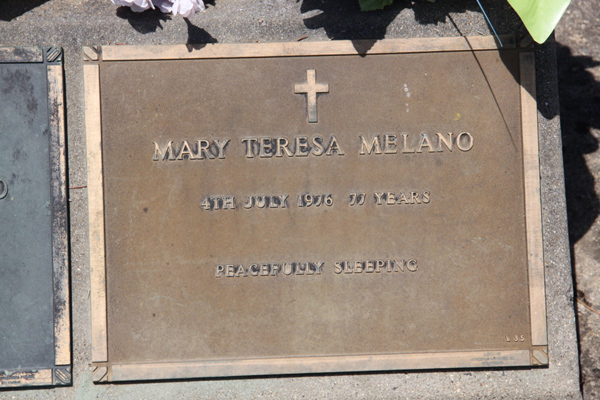 MARY TERESA MELANO
4TH JULY 1976 77 YEARS
PEACEFULLY SLEEPING